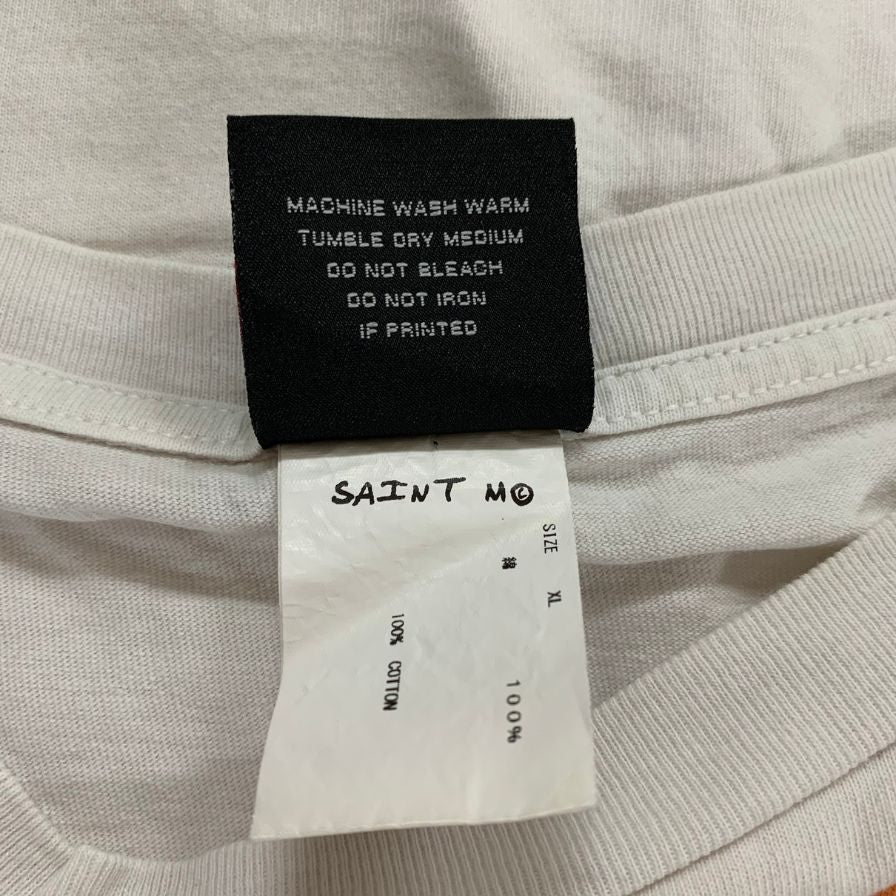 MACHINE WASH WARM
TUMBLE DRY MEDIUM
DO NOT BLEACH
DO NOT IRON
IF PRINTED
SAINT M©
SIZE XL
綿 100%
100% COTTON